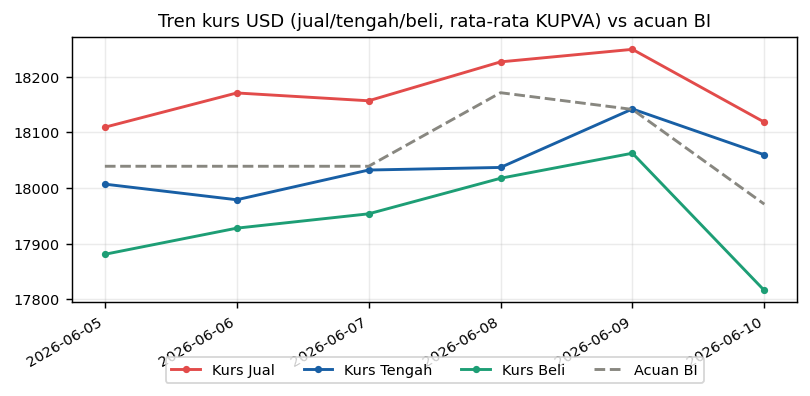 Tren kurs USD (jual/tengah/beli, rata-rata KUPVA) vs acuan BI
18200
18100
18000
17900
17800
2026-06-05
2026-06-06
2026-06-07
2026-06-08
2026-06-09
2026-06-10
Kurs Jual
Kurs Tengah
Kurs Beli
Acuan BI